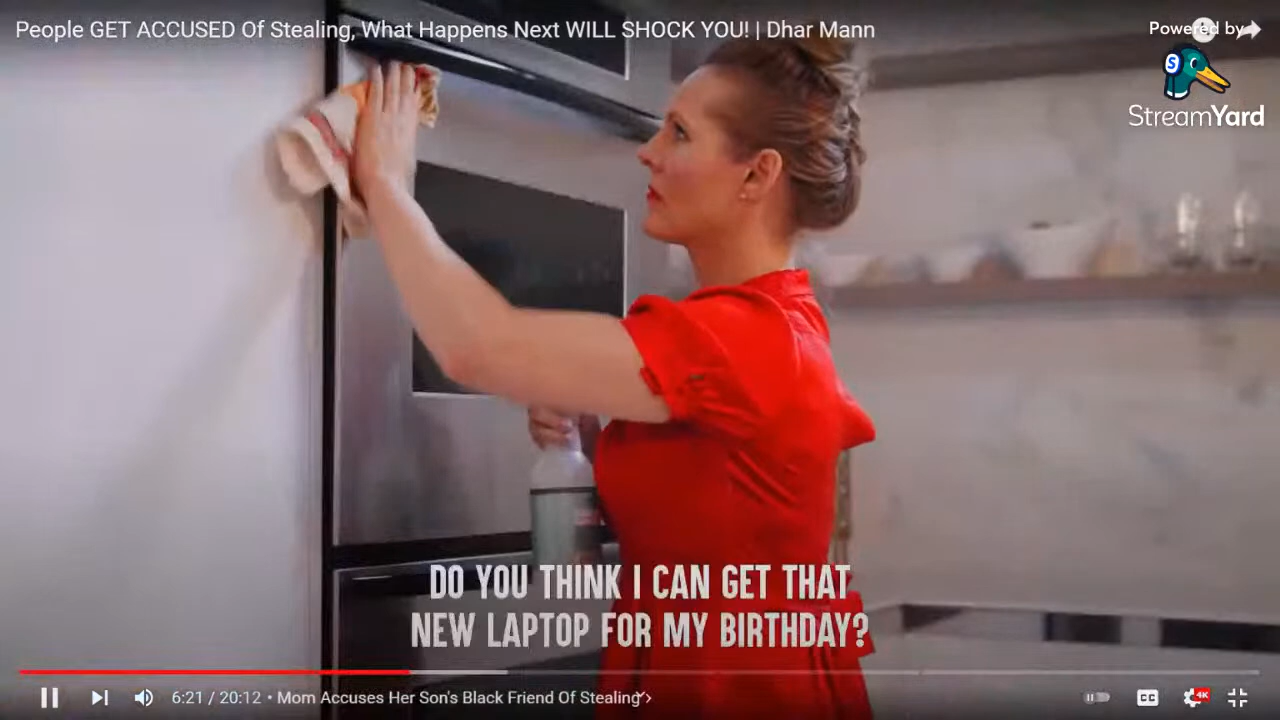 People GET ACCUSED Of Stealing, What Happens Next WILL SHOCK YOU! | Dhar Mann
Powered by
S
StreamYard
DO YOU THINK I CAN GET THAT
NEW LAPTOP FOR MY BIRTHDAY?
6:21 / 20:12 • Mom Accuses Her Son's Black Friend Of Stealing
CC
4K